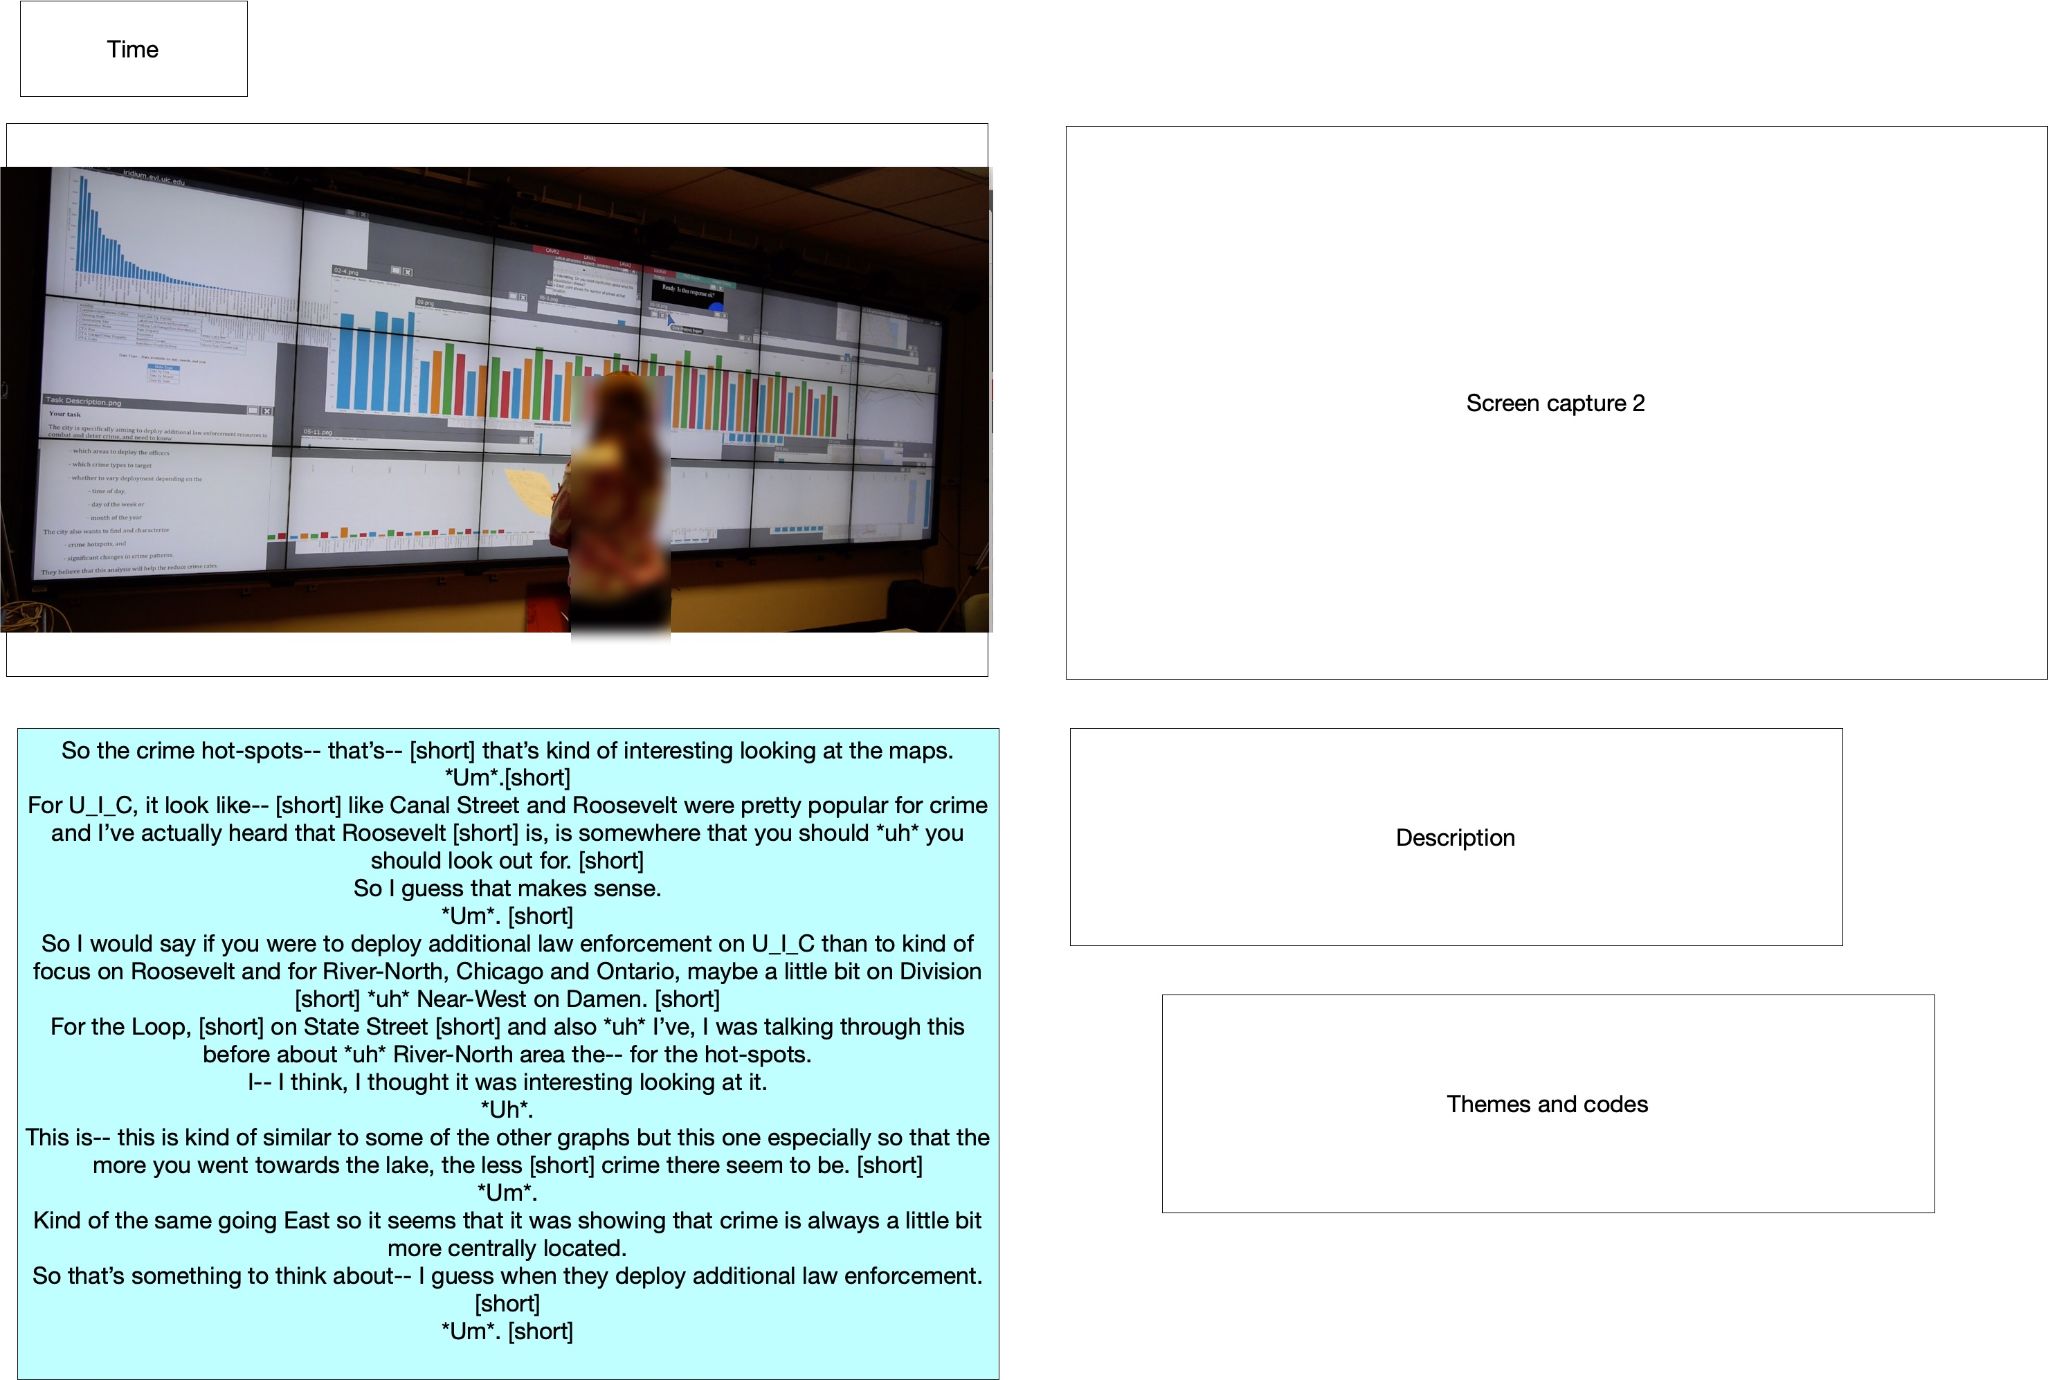 Time
iridium.evl.uic.edu
02-4.png
09.png
Ready Is this response ok?
Task Description.png
Your task
The city is specifically aiming to deploy additional law enforcement resources to
combat and deter crime, and need to know
- which areas to deploy the officers
- which crime types to target
- whether to vary deployment depending on the
- time of day,
- day of the week or
- month of the year
The city also wants to find and characterize
- crime hotspots, and
- significant changes in crime patterns.
They believe that this analysis will help the reduce crime rates
05-11.png
Screen capture 2
So the crime hot-spots-- that’s-- [short] that’s kind of interesting looking at the maps.
*Um*.[short]
For U_I_C, it look like-- [short] like Canal Street and Roosevelt were pretty popular for crime
and I’ve actually heard that Roosevelt [short] is, is somewhere that you should *uh* you
should look out for. [short]
So I guess that makes sense.
*Um*. [short]
So I would say if you were to deploy additional law enforcement on U_I_C than to kind of
focus on Roosevelt and for River-North, Chicago and Ontario, maybe a little bit on Division
[short] *uh* Near-West on Damen. [short]
For the Loop, [short] on State Street [short] and also *uh* I’ve, I was talking through this
before about *uh* River-North area the-- for the hot-spots.
I-- I think, I thought it was interesting looking at it.
*Uh*.
This is-- this is kind of similar to some of the other graphs but this one especially so that the
more you went towards the lake, the less [short] crime there seem to be. [short]
*Um*.
Kind of the same going East so it seems that it was showing that crime is always a little bit
more centrally located.
So that’s something to think about-- I guess when they deploy additional law enforcement.
[short]
*Um*. [short]
Description
Themes and codes